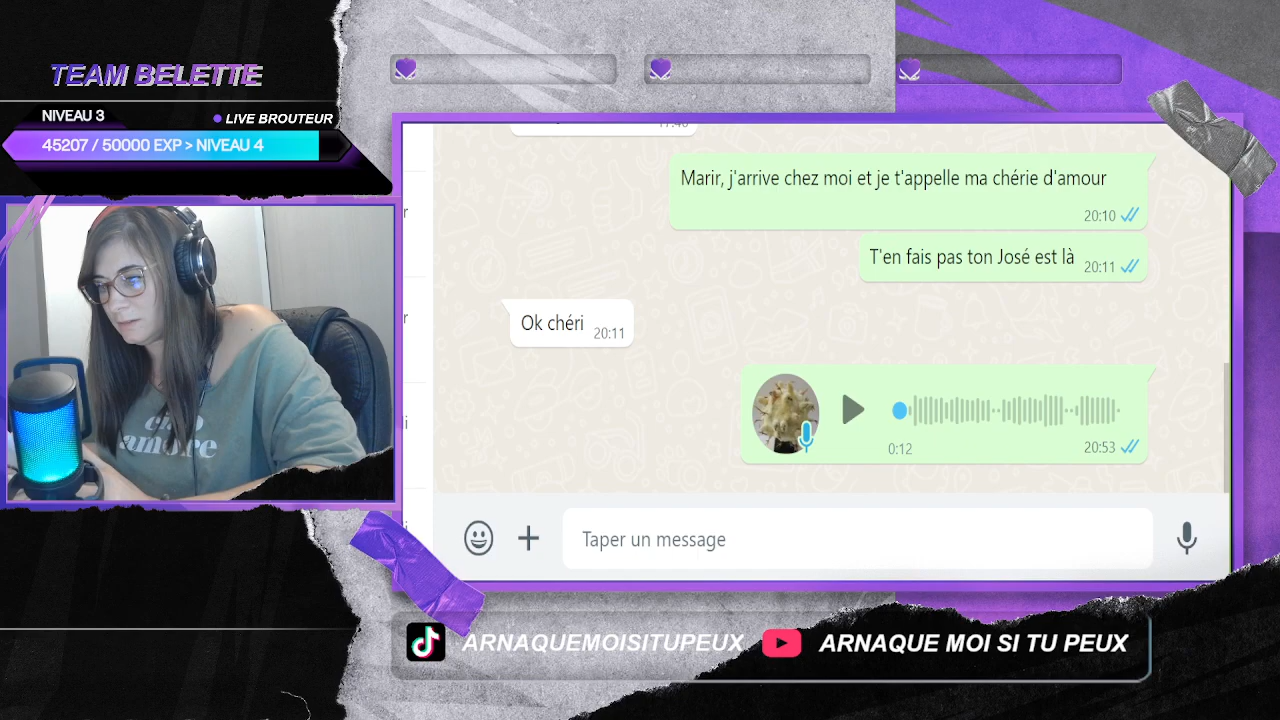 TEAM BELETTE
NIVEAU 3
LIVE BROUTEUR
45207 / 50000 EXP > NIVEAU 4
Marir, j'arrive chez moi et je t'appelle ma chérie d'amour
20:10
T'en fais pas ton José est là
20:11
Ok chéri
20:11
0:12
20:53
Taper un message
ciao
amore
ARNAQUEMOISITUPEUX
ARNAQUE MOI SI TU PEUX